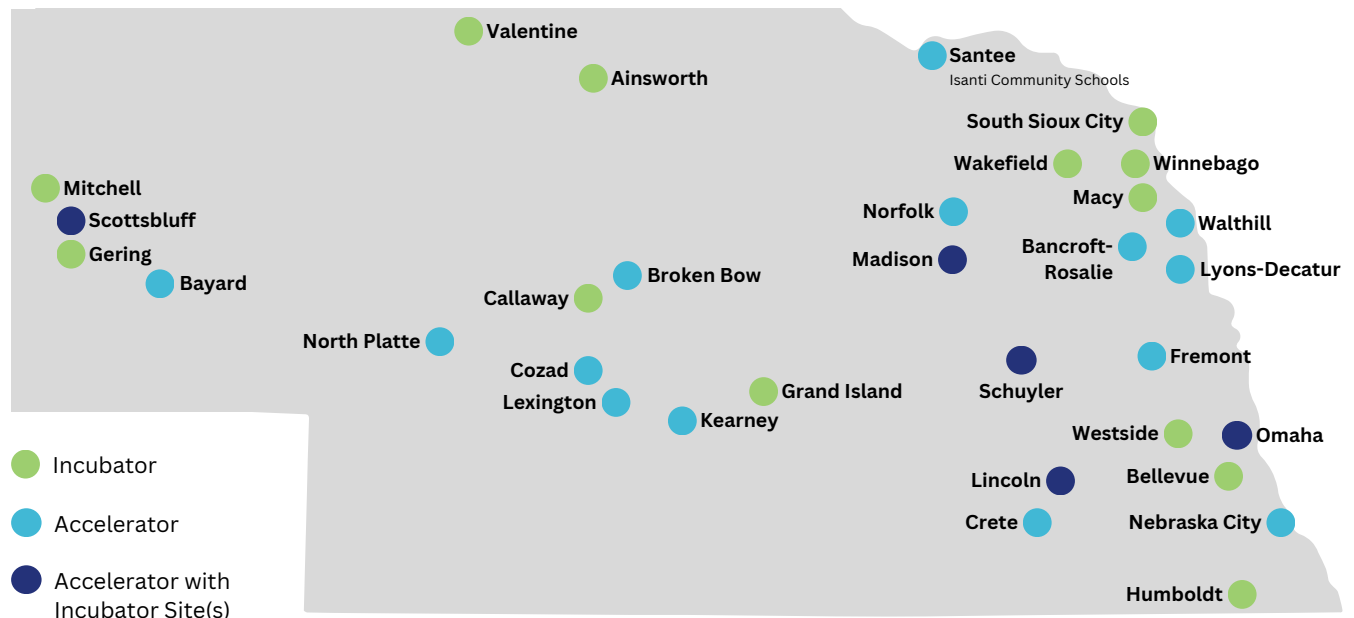 Valentine
Ainsworth
Santee
Isanti Community Schools
South Sioux City
Wakefield
Winnebago
Mitchell
Macy
Scottsbluff
Norfolk
Walthill
Gering
Madison
Bancroft-
Rosalie
Lyons-Decatur
Bayard
Broken Bow
Callaway
North Platte
Fremont
Cozad
Schuyler
Grand Island
Lexington
Kearney
Westside
Omaha
Lincoln
Bellevue
Crete
Nebraska City
Humboldt
Incubator
Accelerator
Accelerator with
Incubator Site(s)